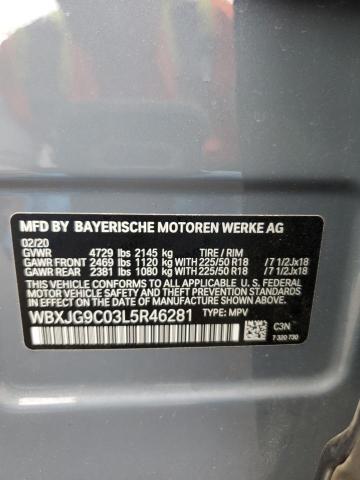 MFD BY BAYERISCHE MOTOREN WERKE AG
02/20
GVWR 4729 lbs 2145 kg TIRE / RIM
GAWR FRONT 2469 lbs 1120 kg WITH 225/50 R18 /7 1/2Jx18
GAWR REAR 2381 lbs 1080 kg WITH 225/50 R18 /7 1/2Jx18
THIS VEHICLE CONFORMS TO ALL APPLICABLE
FEDERAL MOTOR VEHICLE SAFETY, BUMPER,
AND THEFT PREVENTION STANDARDS IN EFFECT
ON THE DATE OF MANUFACTURE SHOWN ABOVE.
WBXJG9C03L5R46281 TYPE: MPV
C3N
7 320 730